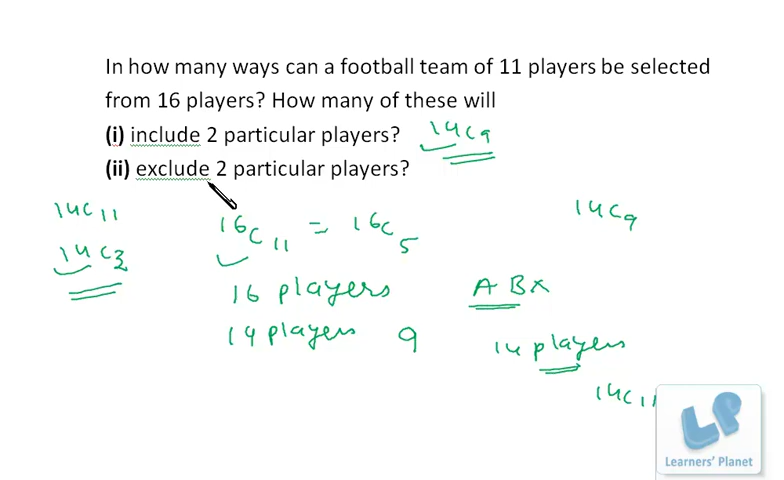 In how many ways can a football team of 11 players be selected
from 16 players? How many of these will
(i) include 2 particular players? 14C9
(ii) exclude 2 particular players?
14C11
16C11 = 16C5
14C9
14C3
16 players
ABX
14 players 9
14 players
14C11
LP
Learners' Planet